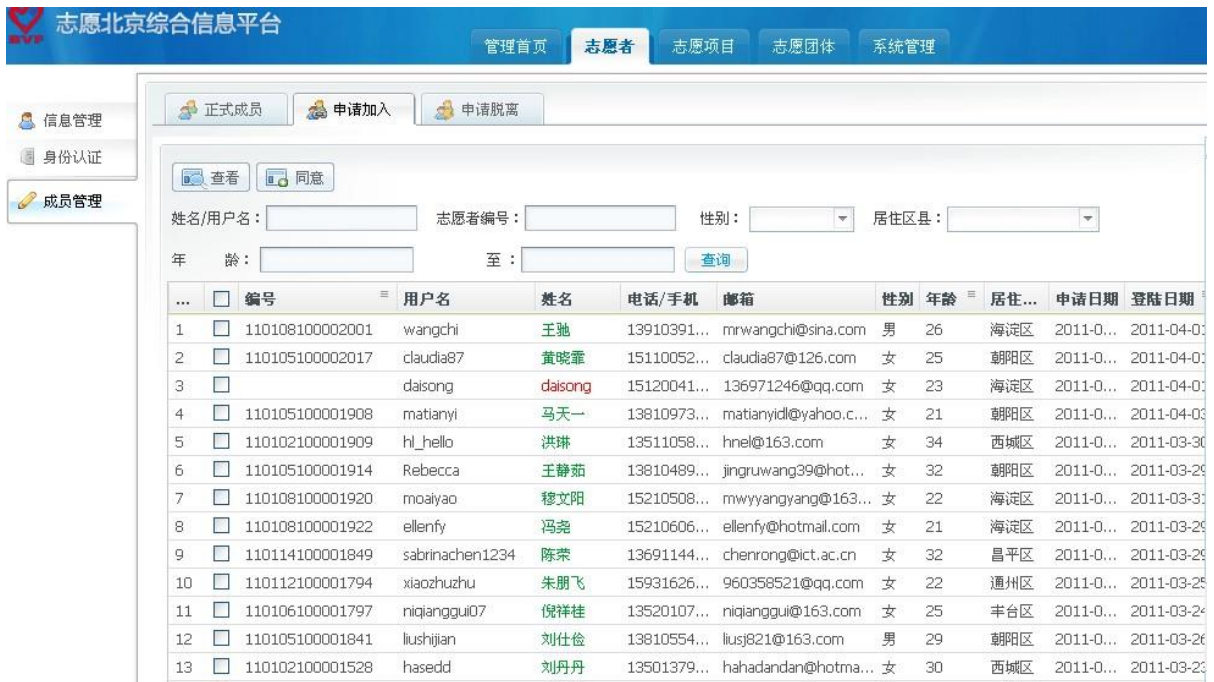 BVF 志愿北京综合信息平台
管理首页 志愿者 志愿项目 志愿团体 系统管理
正式成员 申请加入 申请脱离
信息管理
身份认证
成员管理
查看 同意
姓名/用户名： 志愿者编号： 性别： 居住区县：
年 龄： 至： 查询
... 编号 用户名 姓名 电话/手机 邮箱 性别 年龄 居住... 申请日期 登陆日期
1 110108100002001 wangchi 王驰 13910391... mrwangchi@sina.com 男 26 海淀区 2011-0... 2011-04-01
2 110105100002017 claudia87 黄晓霏 15110052... claudia87@126.com 女 25 朝阳区 2011-0... 2011-04-01
3 daisong daisong 15120041... 136971246@qq.com 女 23 海淀区 2011-0... 2011-04-01
4 110105100001908 matianyi 马天一 13810973... matianyidl@yahoo.c... 女 21 朝阳区 2011-0... 2011-04-03
5 110102100001909 hl_hello 洪琳 13511058... hnel@163.com 女 34 西城区 2011-0... 2011-03-30
6 110105100001914 Rebecca 王静茹 13810489... jingruwang39@hot... 女 32 朝阳区 2011-0... 2011-03-29
7 110108100001920 moaiyao 穆文阳 15210508... mwyyangyang@163... 女 22 海淀区 2011-0... 2011-03-31
8 110108100001922 ellenfy 冯尧 15210606... ellenfy@hotmail.com 女 21 海淀区 2011-0... 2011-03-29
9 110114100001849 sabrinachen1234 陈荣 13691144... chenrong@ict.ac.cn 女 32 昌平区 2011-0... 2011-03-29
10 110112100001794 xiaozhuzhu 朱朋飞 15931626... 960358521@qq.com 女 22 通州区 2011-0... 2011-03-25
11 110106100001797 niqianggui07 倪祥桂 13520107... niqianggui@163.com 女 25 丰台区 2011-0... 2011-03-24
12 110105100001841 liushijian 刘仕俭 13810554... liusj821@163.com 男 29 朝阳区 2011-0... 2011-03-26
13 110102100001528 hasedd 刘丹丹 13501379... hahadandan@hotma... 女 30 西城区 2011-0... 2011-03-23